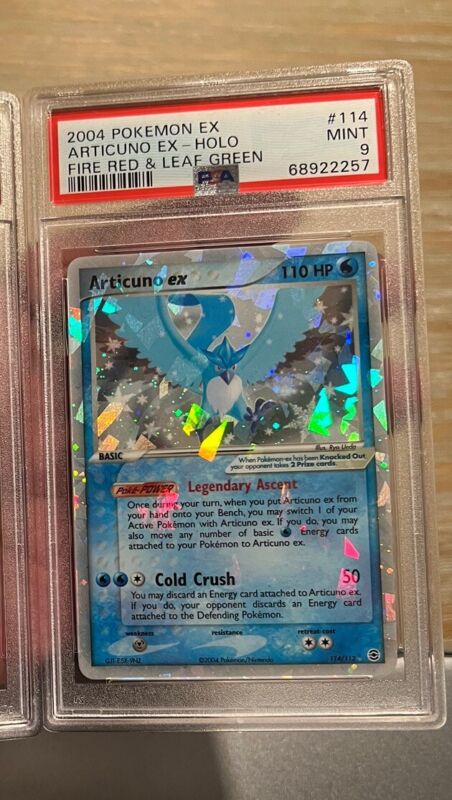 2004 POKEMON EX #114
ARTICUNO EX - HOLO MINT
FIRE RED & LEAF GREEN 9
PSA 68922257
Articuno ex 110 HP
Illus. Ryo Ueda
BASIC
When Pokémon-ex has been Knocked Out,
your opponent takes 2 Prize cards.
Poké-POWER Legendary Ascent
Once during your turn, when you put Articuno ex from
your hand onto your Bench, you may switch 1 of your
Active Pokémon with Articuno ex. If you do, you may
also move any number of basic Energy cards
attached to your Pokémon to Articuno ex.
Cold Crush 50
You may discard an Energy card attached to Articuno ex.
If you do, your opponent discards an Energy card
attached to the Defending Pokémon.
weakness resistance retreat cost
©2004 Pokémon/Nintendo 114/112